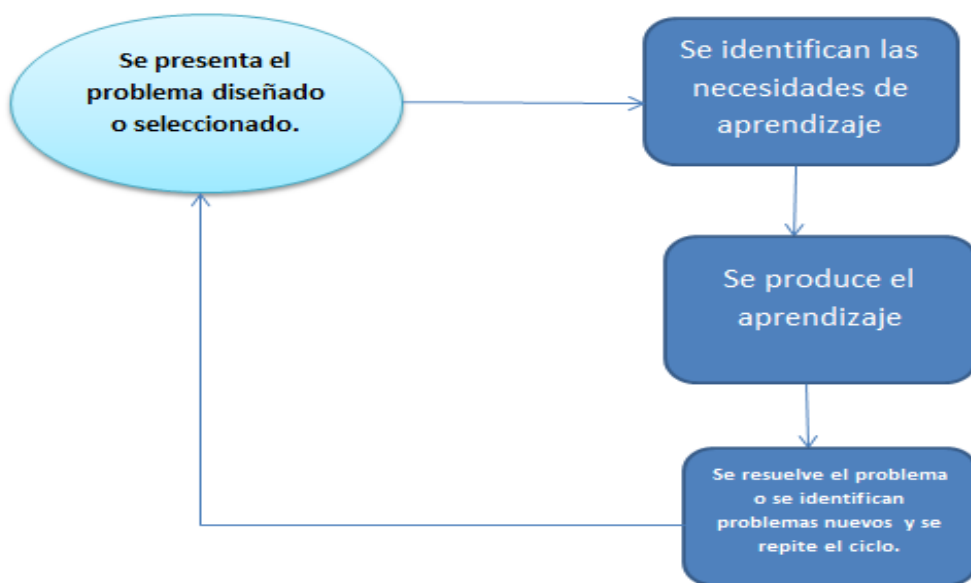 Se presenta el
problema diseñado
o seleccionado.
Se identifican las
necesidades de
aprendizaje
Se produce el
aprendizaje
Se resuelve el problema
o se identifican
problemas nuevos y se
repite el ciclo.